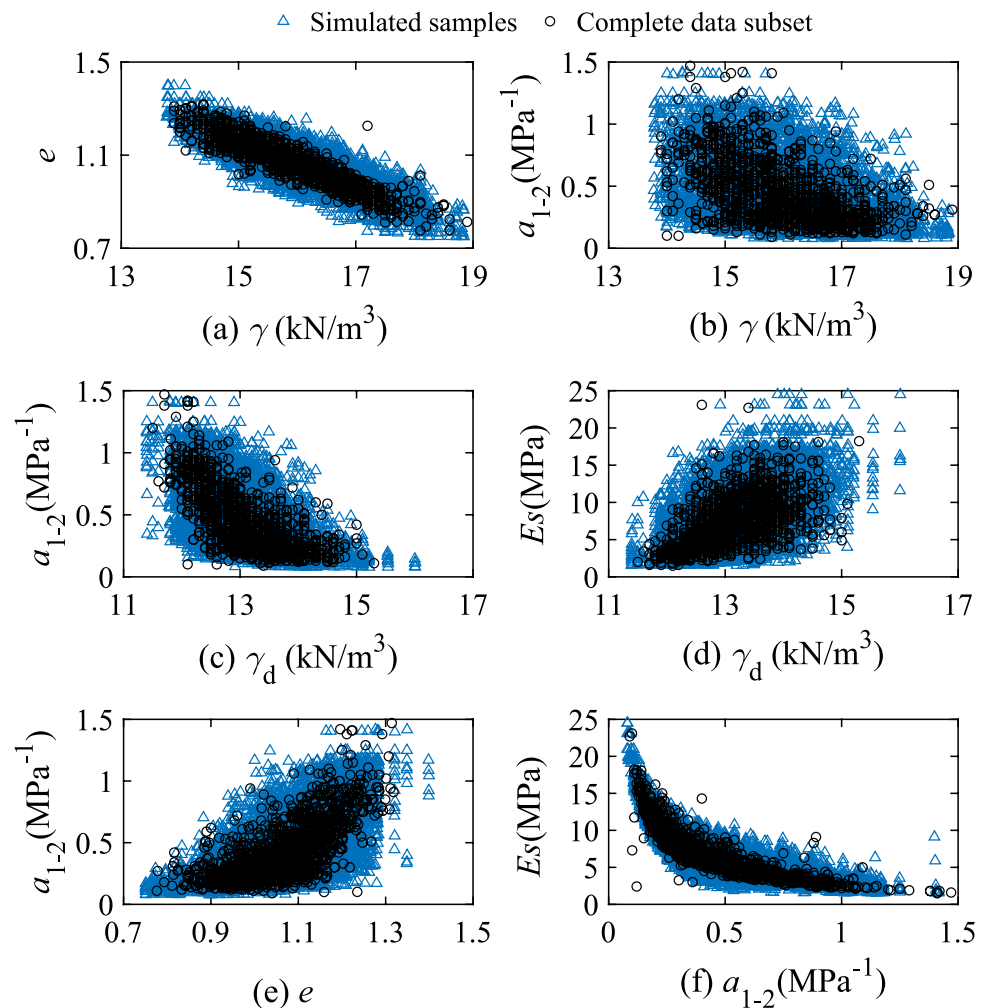 △ Simulated samples ○ Complete data subset
1.5
1.1
0.7
e
13 15 17 19
(a) γ (kN/m³)
1.5
1
0.5
0
a₁₋₂(MPa⁻¹)
13 15 17 19
(b) γ (kN/m³)
1.5
1
0.5
0
a₁₋₂(MPa⁻¹)
11 13 15 17
(c) γ_d (kN/m³)
25
20
15
10
5
0
Es(MPa)
11 13 15 17
(d) γ_d (kN/m³)
1.5
1
0.5
0
a₁₋₂(MPa⁻¹)
0.7 0.9 1.1 1.3 1.5
(e) e
25
20
15
10
5
0
Es(MPa)
0 0.5 1 1.5
(f) a₁₋₂(MPa⁻¹)